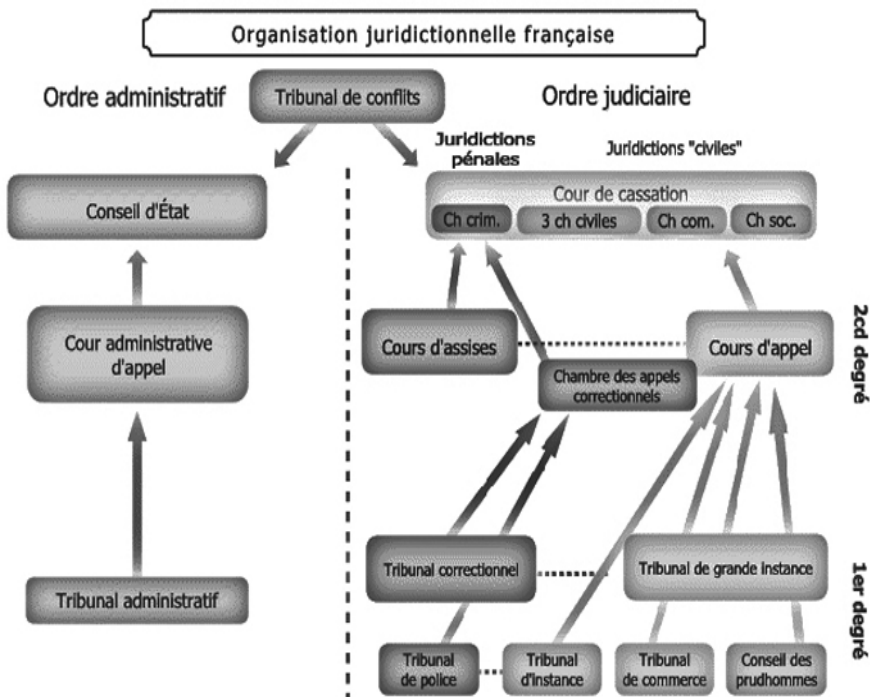 Organisation juridictionnelle française
Ordre administratif
Tribunal de conflits
Ordre judiciaire
Juridictions
pénales
Juridictions "civiles"
Conseil d'État
Cour de cassation
Ch crim.
3 ch civiles
Ch com.
Ch soc.
Cour administrative
d'appel
Cours d'assises
Cours d'appel
Chambre des appels
correctionnels
2cd degré
Tribunal administratif
Tribunal correctionnel
Tribunal de grande instance
1er degré
Tribunal
de police
Tribunal
d'instance
Tribunal
de commerce
Conseil des
prudhommes